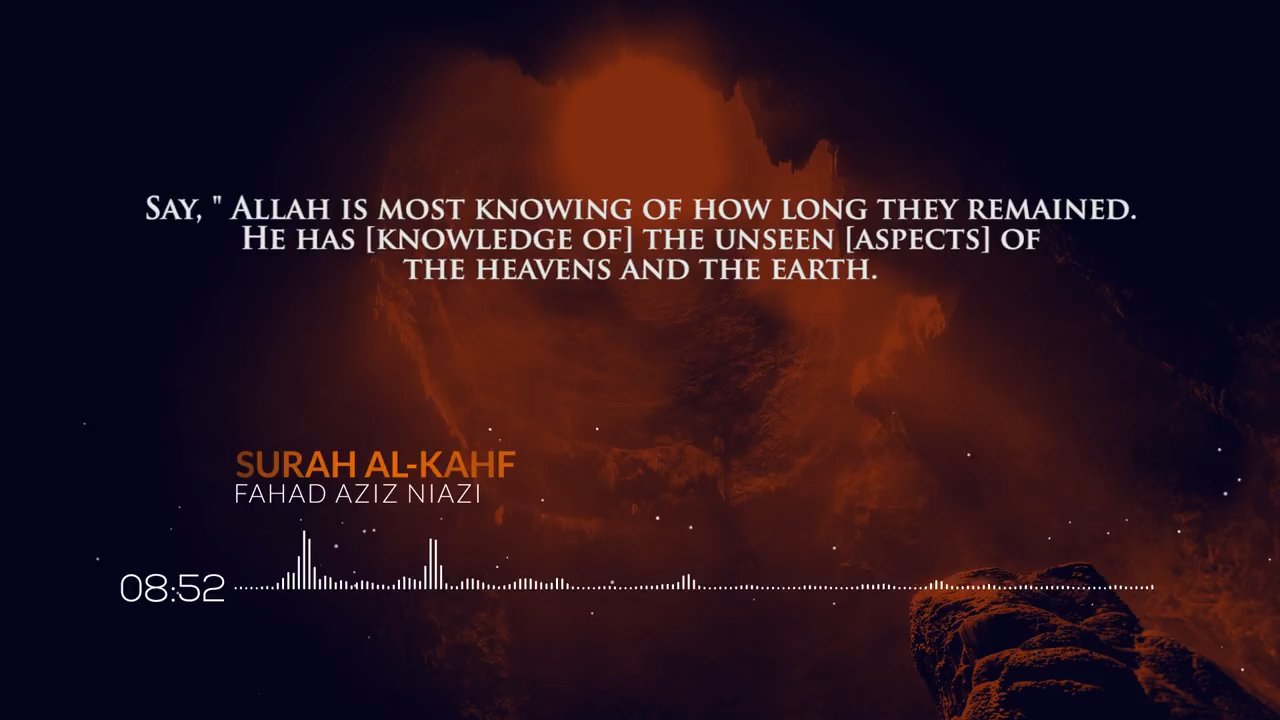 Say, " Allah is most knowing of how long they remained.
He has [knowledge of] the unseen [aspects] of
the heavens and the earth.
SURAH AL-KAHF
FAHAD AZIZ NIAZI
08:52